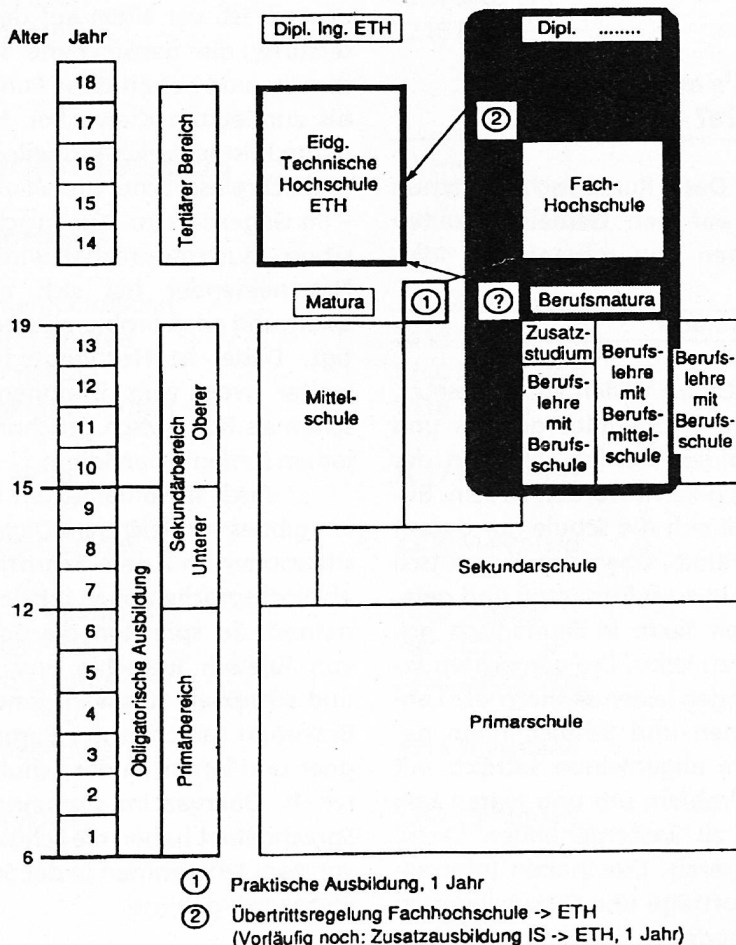 Alter Jahr
Dipl. Ing. ETH
Dipl. ........
18
17
16
15
14
Tertiärer Bereich
Eidg.
Technische
Hochschule
ETH
②
Fach-
Hochschule
Matura
①
?
Berufsmatura
19
13
12
11
10
15
9
8
7
12
6
5
4
3
2
1
6
Obligatorische Ausbildung
Sekundärbereich
Unterer Oberer
Primärbereich
Mittel-
schule
Zusatz-
studium
Berufs-
lehre
mit
Berufs-
schule
Berufs-
lehre
mit
Berufs-
mittel-
schule
Berufs-
lehre
mit
Berufs-
schule
Sekundarschule
Primarschule
① Praktische Ausbildung, 1 Jahr
② Übertrittsregelung Fachhochschule -> ETH
(Vorläufig noch: Zusatzausbildung IS -> ETH, 1 Jahr)